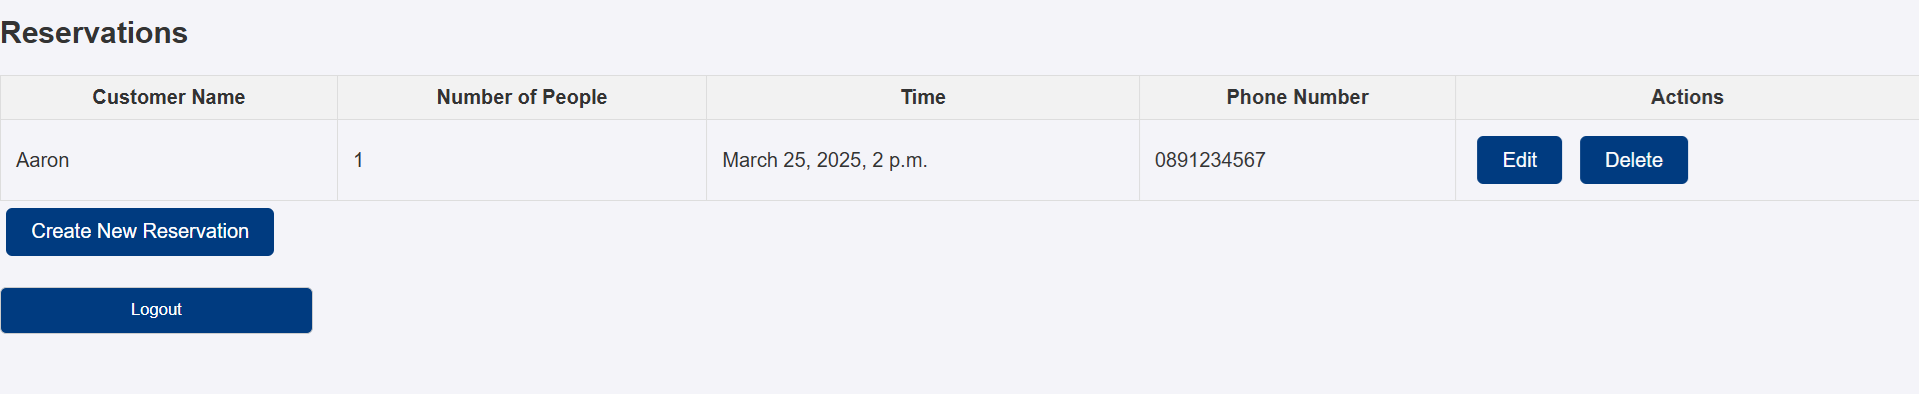 Reservations
Customer Name Number of People Time Phone Number Actions
Aaron 1 March 25, 2025, 2 p.m. 0891234567 Edit Delete
Create New Reservation
Logout